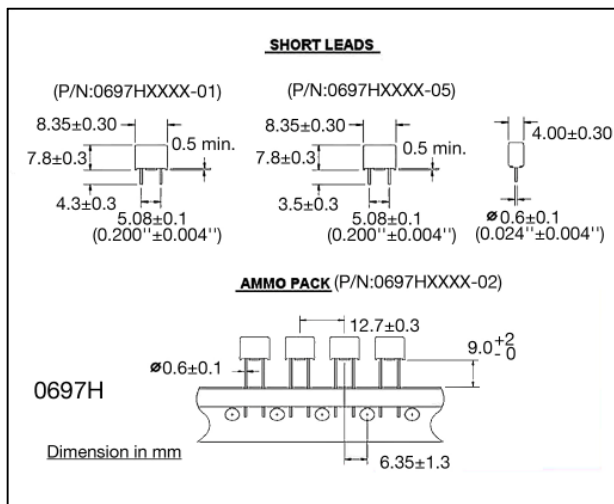 SHORT LEADS
(P/N:0697HXXXX-01)
8.35±0.30
7.8±0.3
0.5 min.
4.3±0.3
5.08±0.1
(0.200''±0.004'')
(P/N:0697HXXXX-05)
8.35±0.30
7.8±0.3
0.5 min.
3.5±0.3
5.08±0.1
(0.200''±0.004'')
4.00±0.30
ø0.6±0.1
(0.024''±0.004'')
AMMO PACK (P/N:0697HXXXX-02)
12.7±0.3
9.0+2-0
ø0.6±0.1
0697H
Dimension in mm
6.35±1.3